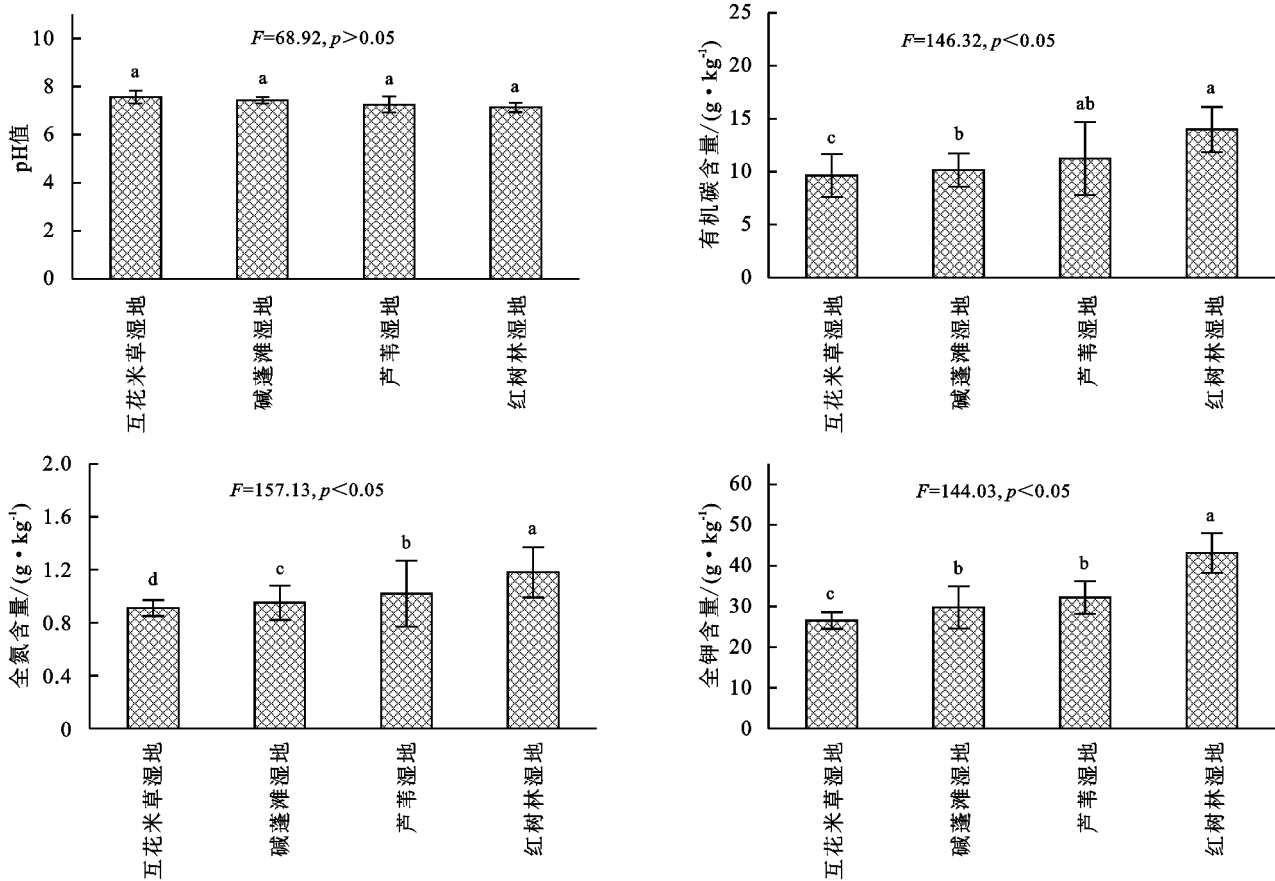 F=68.92, p>0.05
pH值
10
8
6
4
2
0
a
a
a
a
互花米草湿地
碱蓬滩湿地
芦苇湿地
红树林湿地
F=146.32, p<0.05
有机碳含量/(g·kg⁻¹)
25
20
15
10
5
0
c
b
ab
a
互花米草湿地
碱蓬滩湿地
芦苇湿地
红树林湿地
F=157.13, p<0.05
全氮含量/(g·kg⁻¹)
2.0
1.6
1.2
0.8
0.4
0
d
c
b
a
互花米草湿地
碱蓬滩湿地
芦苇湿地
红树林湿地
F=144.03, p<0.05
全钾含量/(g·kg⁻¹)
60
50
40
30
20
10
0
c
b
b
a
互花米草湿地
碱蓬滩湿地
芦苇湿地
红树林湿地